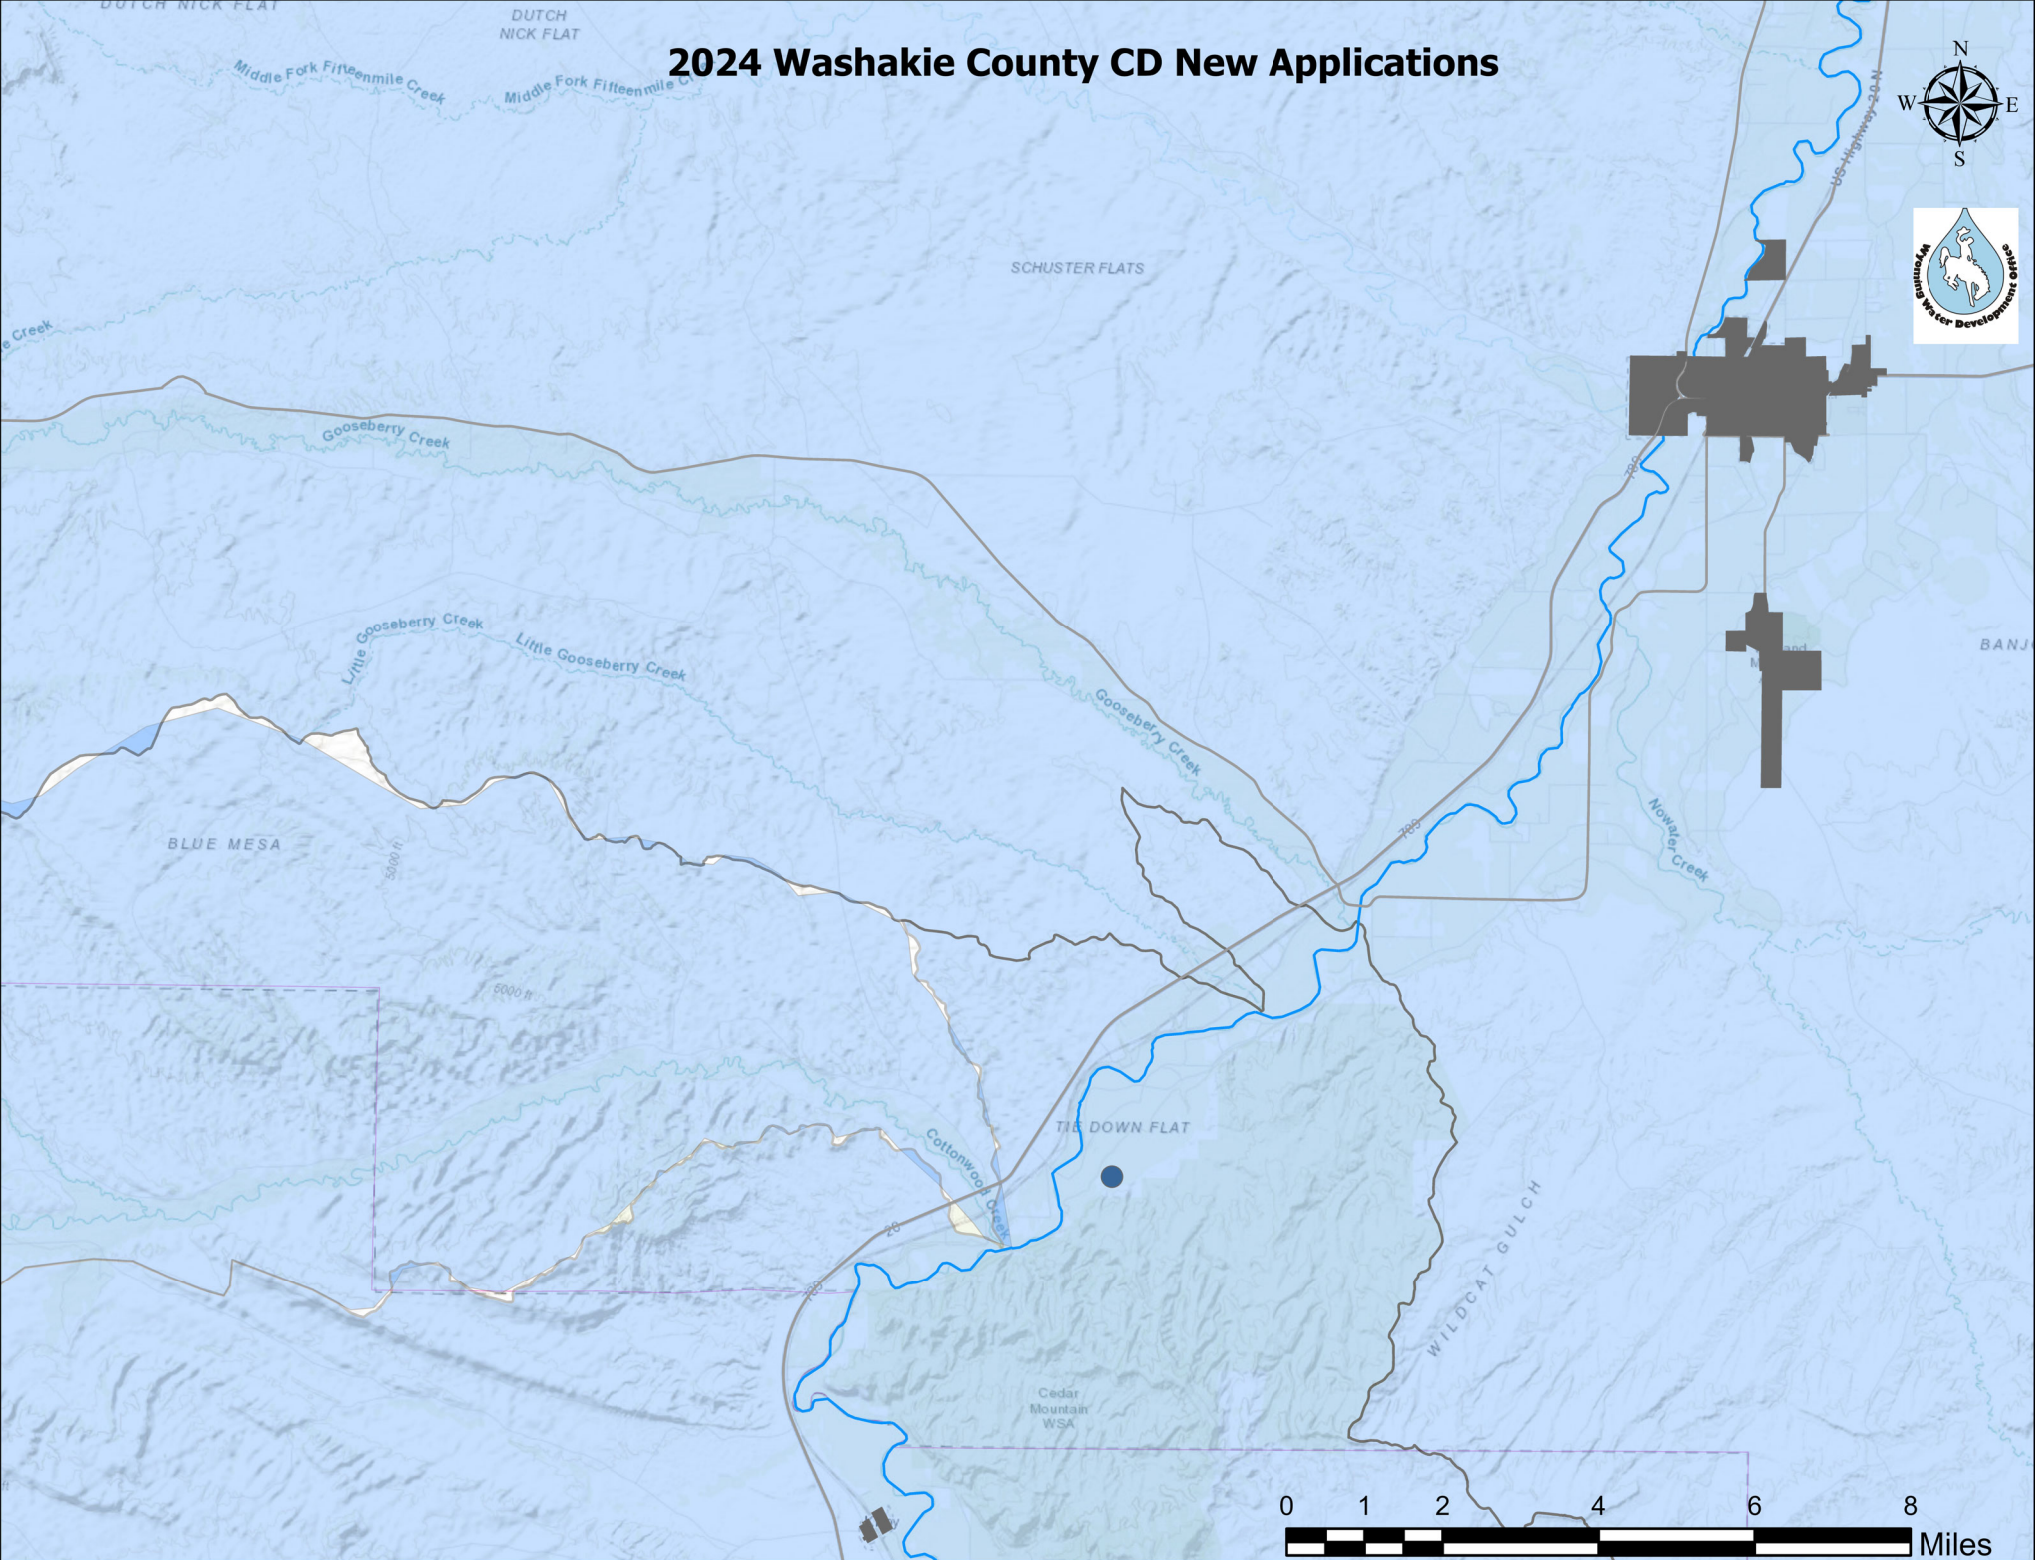 DUTCH NICK FLAT
DUTCH
NICK FLAT
2024 Washakie County CD New Applications
Middle Fork Fifteenmile Creek
Middle Fork Fifteenmile
N
W
E
S
US Highway 20 N
Wyoming Water Development Office
SCHUSTER FLATS
e Creek
Gooseberry Creek
789
Little Gooseberry Creek
Little Gooseberry Creek
Gooseberry Creek
BANJ
BLUE MESA
5000 ft
789
Nowater Creek
5000 ft
TIE DOWN FLAT
Cottonwood Creek
20
789
WILDCAT GULCH
Cedar
Mountain
WSA
0 1 2 4 6 8
Miles